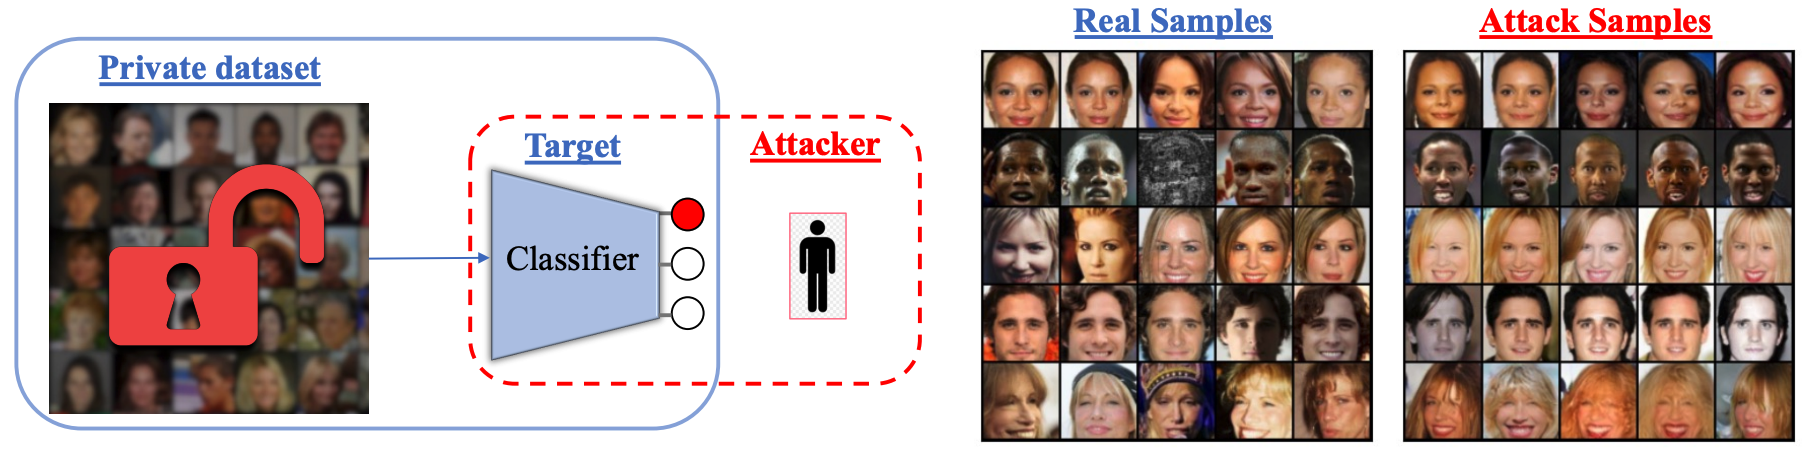 Private dataset
Target
Attacker
Classifier
Real Samples
Attack Samples